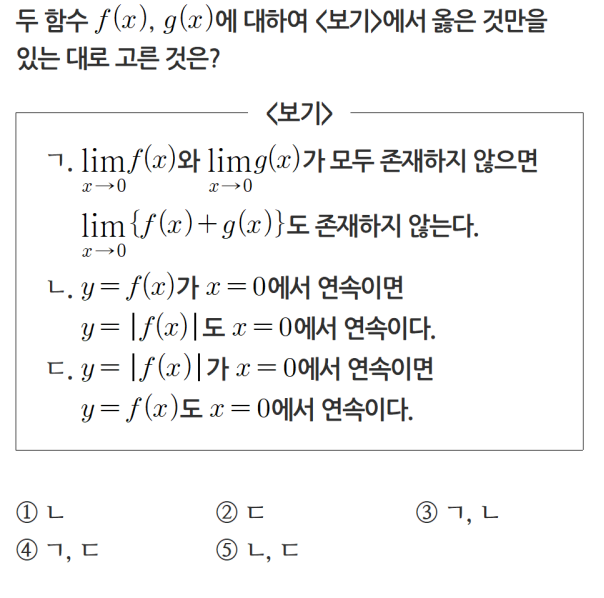 두 함수 f(x), g(x)에 대하여 <보기>에서 옳은 것만을
있는 대로 고른 것은?
<보기>
ㄱ. lim_{x→0} f(x)와 lim_{x→0} g(x)가 모두 존재하지 않으면
lim_{x→0} {f(x)+g(x)}도 존재하지 않는다.
ㄴ. y=f(x)가 x=0에서 연속이면
y=|f(x)|도 x=0에서 연속이다.
ㄷ. y=|f(x)|가 x=0에서 연속이면
y=f(x)도 x=0에서 연속이다.
① ㄴ ② ㄷ ③ ㄱ, ㄴ
④ ㄱ, ㄷ ⑤ ㄴ, ㄷ